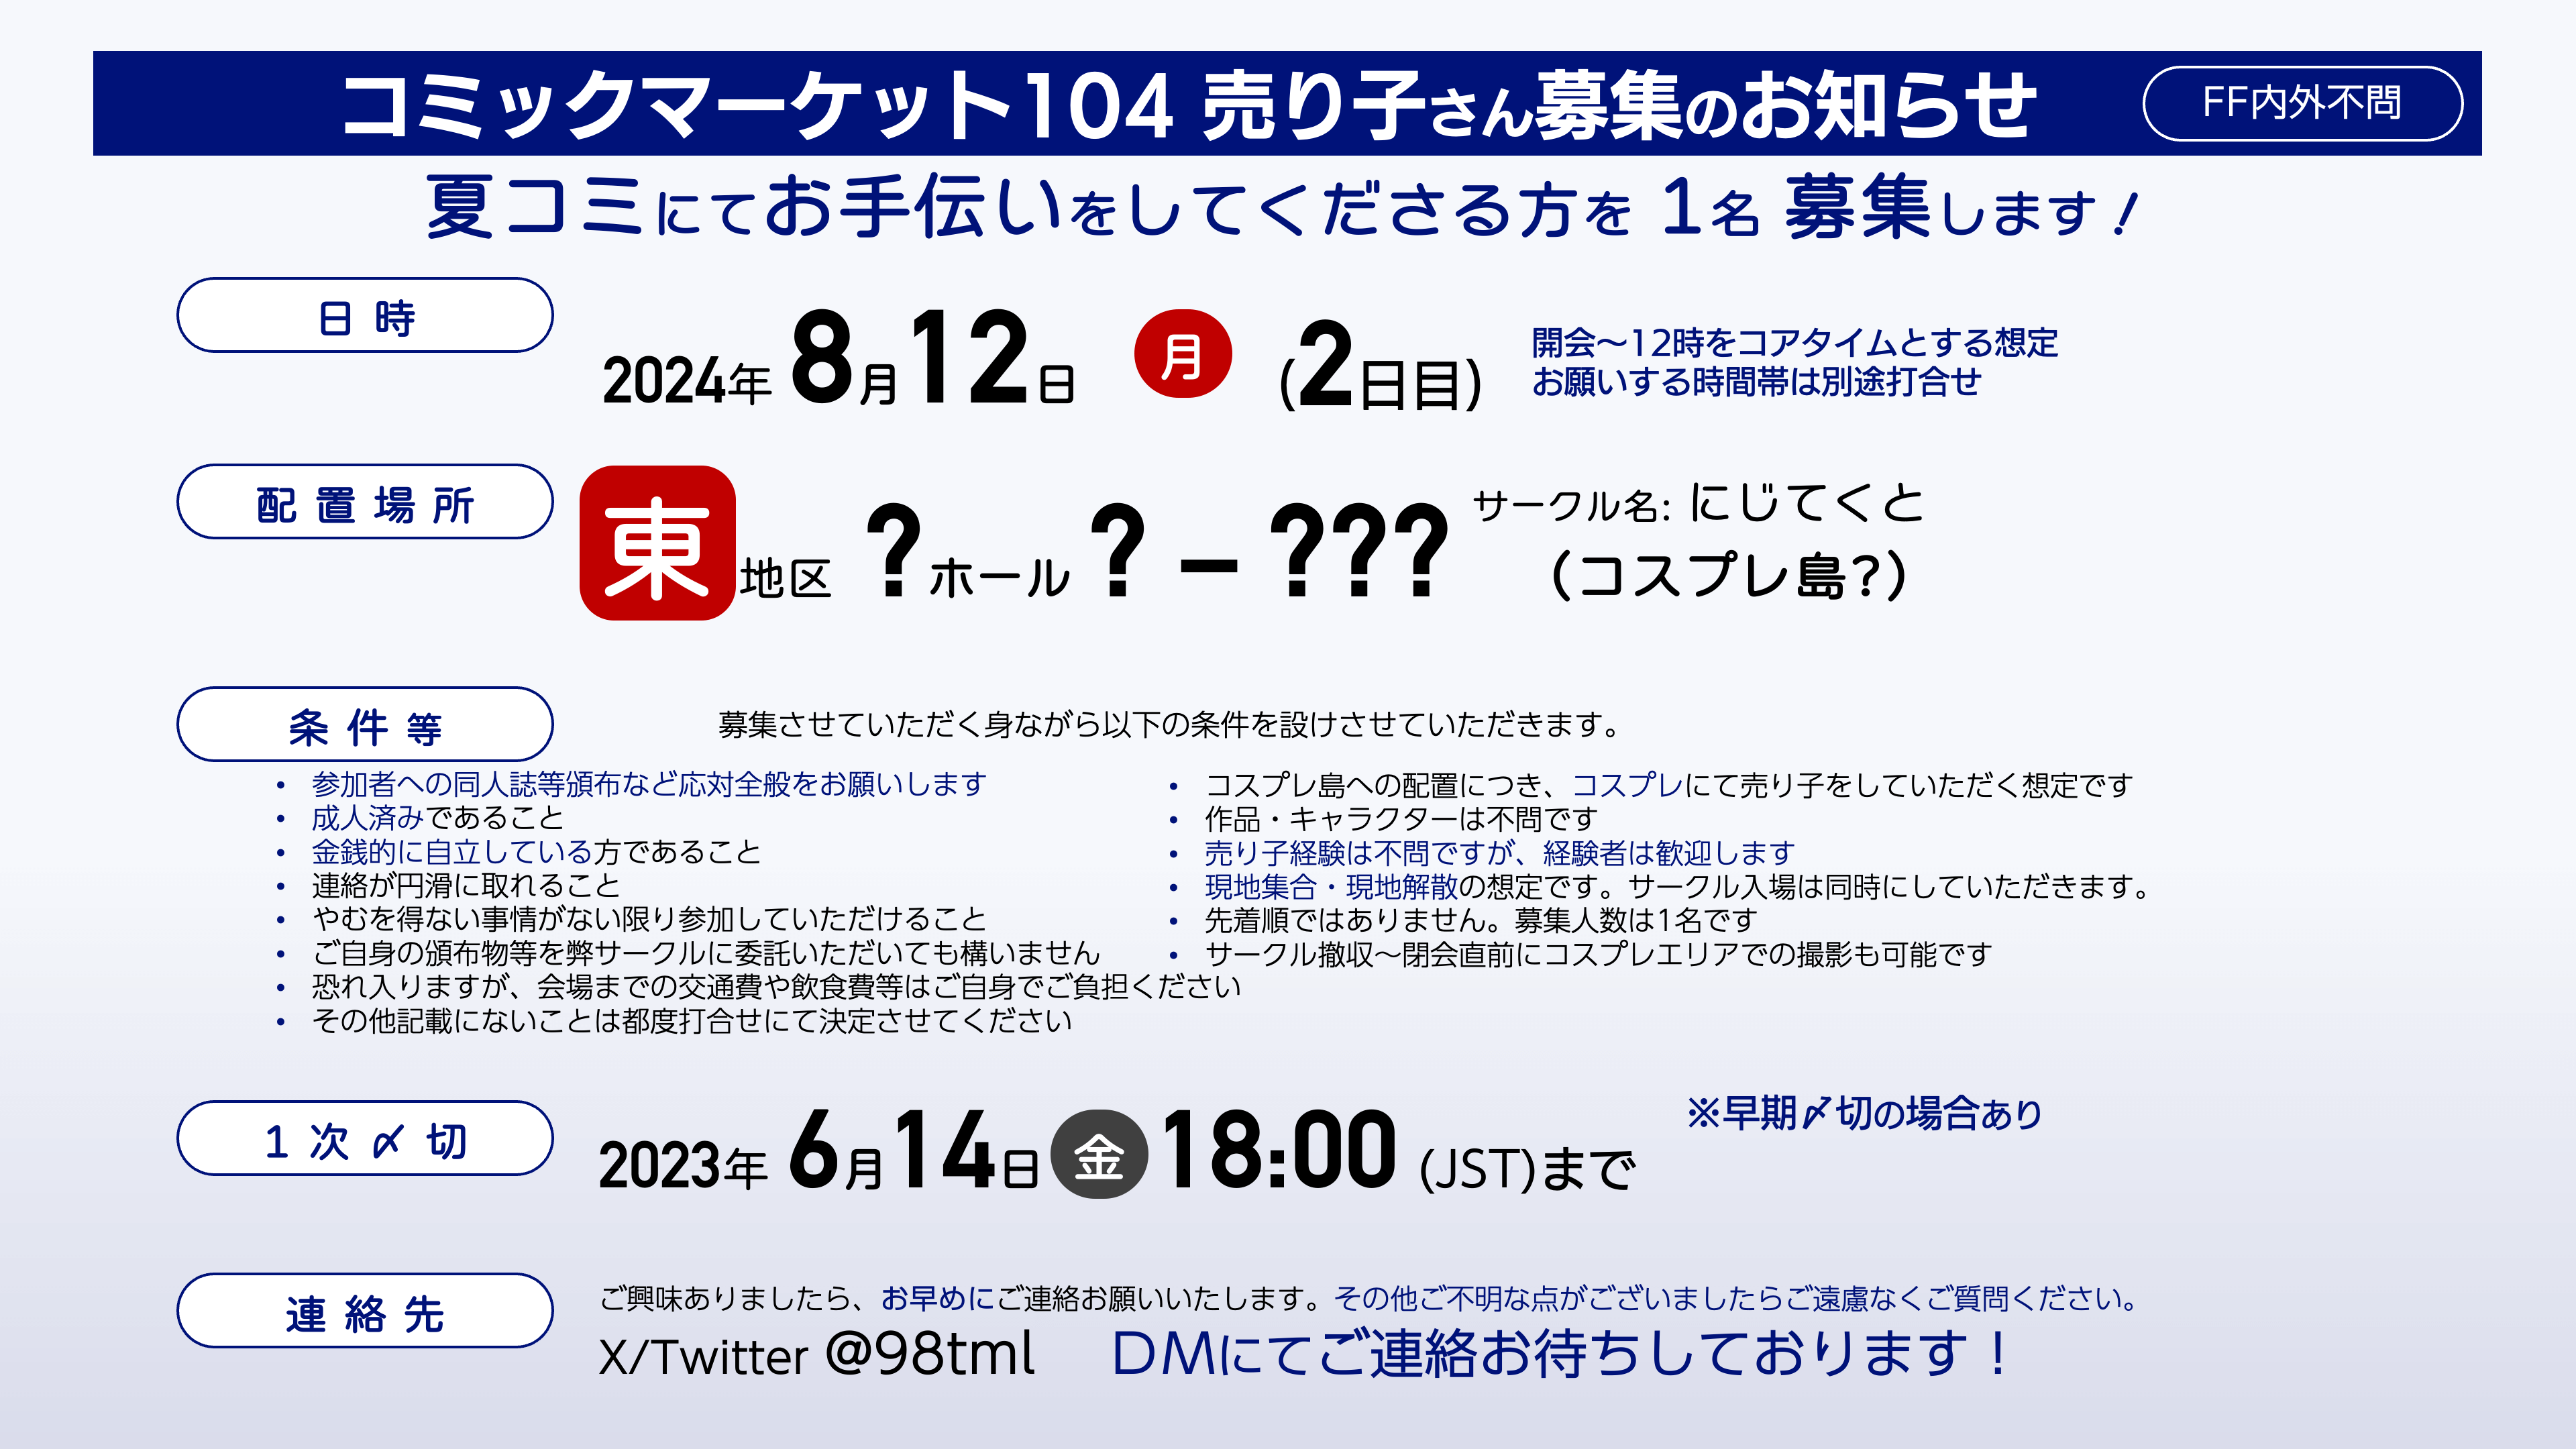 コミックマーケット104 売り子さん募集のお知らせ FF内外不問
夏コミにてお手伝いをしてくださる方を 1名 募集します！
日時
2024年 8月12日 月 (2日目)
開会～12時をコアタイムとする想定
お願いする時間帯は別途打合せ
配置場所
東地区 ?ホール ? – ???
サークル名: にじてくと
(コスプレ島?)
条件等
募集させていただく身ながら以下の条件を設けさせていただきます。
• 参加者への同人誌等頒布など応対全般をお願いします
• 成人済みであること
• 金銭的に自立している方であること
• 連絡が円滑に取れること
• やむを得ない事情がない限り参加していただけること
• ご自身の頒布物等を弊サークルに委託いただいても構いません
• 恐れ入りますが、会場までの交通費や飲食費等はご自身でご負担ください
• その他記載にないことは都度打合せにて決定させてください
• コスプレ島への配置につき、コスプレにて売り子をしていただく想定です
• 作品・キャラクターは不問です
• 売り子経験は不問ですが、経験者は歓迎します
• 現地集合・現地解散の想定です。サークル入場は同時にしていただきます。
• 先着順ではありません。募集人数は1名です
• サークル撤収～閉会直前にコスプレエリアでの撮影も可能です
1次〆切
2023年 6月14日 金 18:00 (JST)まで
※早期〆切の場合あり
連絡先
ご興味ありましたら、お早めにご連絡お願いいたします。その他ご不明な点がございましたらご遠慮なくご質問ください。
X/Twitter @98tml DMにてご連絡お待ちしております！